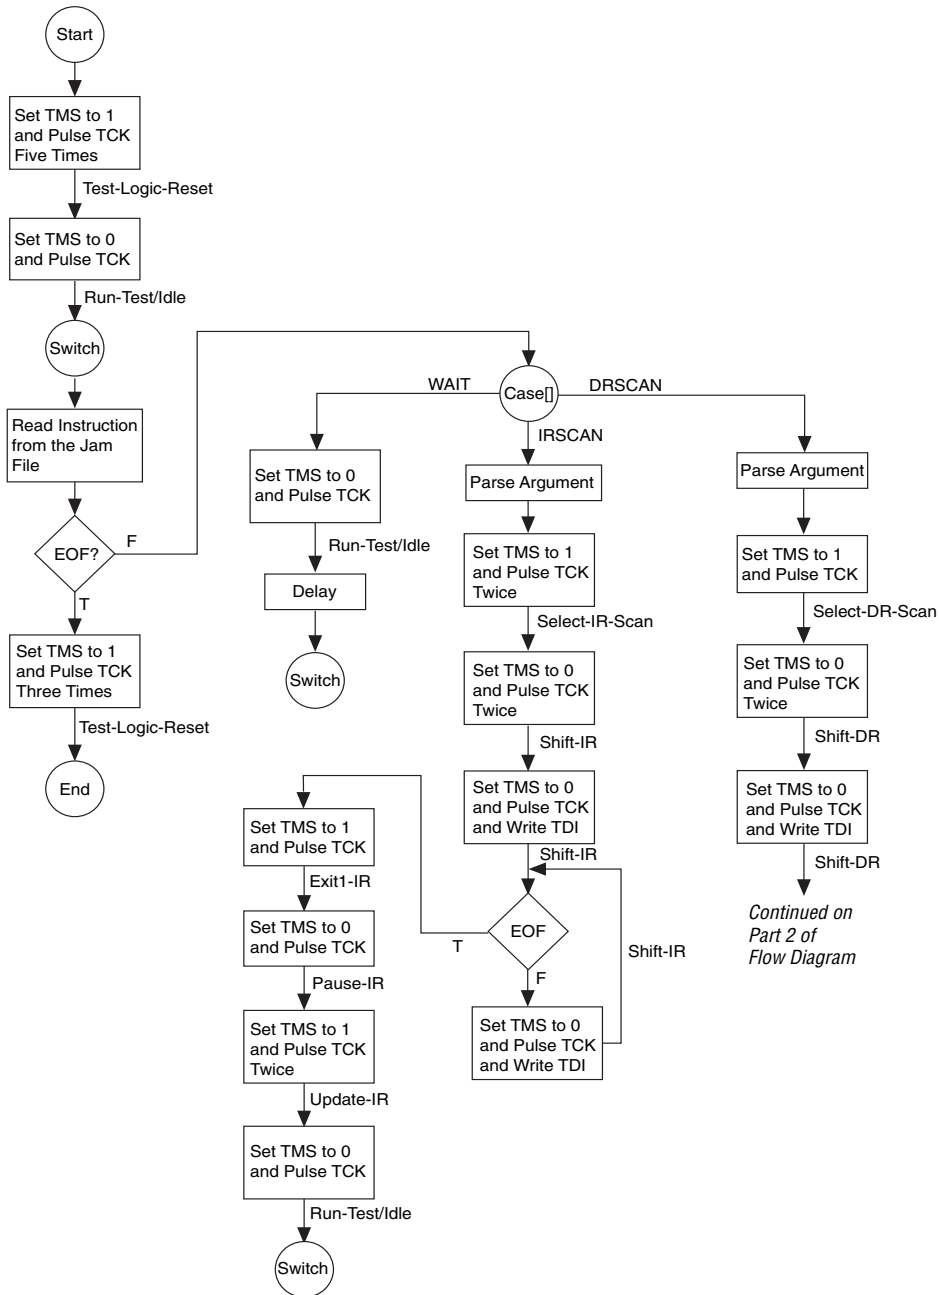 Start
Set TMS to 1
and Pulse TCK
Five Times
Test-Logic-Reset
Set TMS to 0
and Pulse TCK
Run-Test/Idle
Switch
Read Instruction
from the Jam
File
EOF?
F
T
Set TMS to 1
and Pulse TCK
Three Times
Test-Logic-Reset
End
Case[]
WAIT
DRSCAN
IRSCAN
Set TMS to 0
and Pulse TCK
Run-Test/Idle
Delay
Switch
Parse Argument
Set TMS to 1
and Pulse TCK
Twice
Select-IR-Scan
Set TMS to 0
and Pulse TCK
Twice
Shift-IR
Set TMS to 0
and Pulse TCK
and Write TDI
Shift-IR
EOF
T
F
Shift-IR
Set TMS to 0
and Pulse TCK
and Write TDI
Set TMS to 1
and Pulse TCK
Exit1-IR
Set TMS to 0
and Pulse TCK
Pause-IR
Set TMS to 1
and Pulse TCK
Twice
Update-IR
Set TMS to 0
and Pulse TCK
Run-Test/Idle
Switch
Parse Argument
Set TMS to 1
and Pulse TCK
Select-DR-Scan
Set TMS to 0
and Pulse TCK
Twice
Shift-DR
Set TMS to 0
and Pulse TCK
and Write TDI
Shift-DR
Continued on
Part 2 of
Flow Diagram